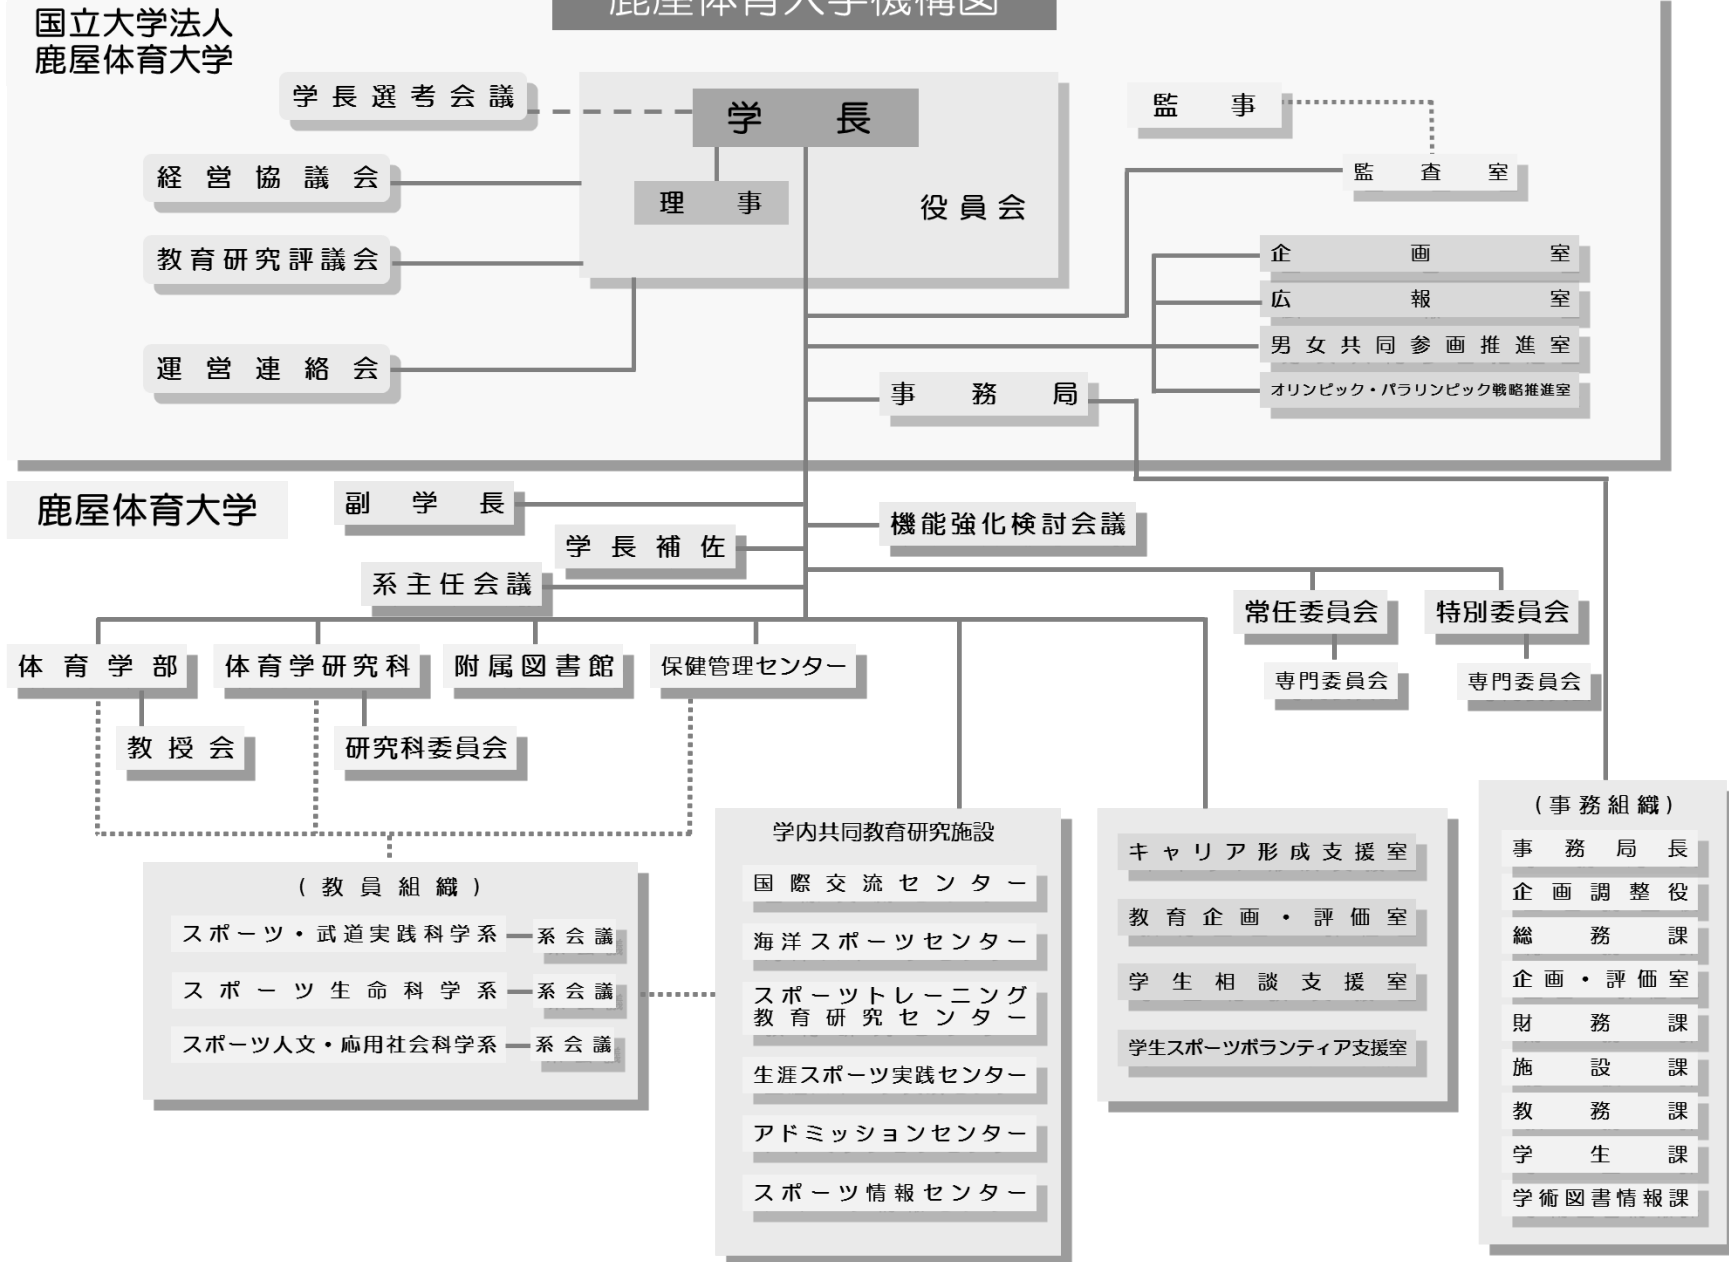 鹿屋体育大学機構図
国立大学法人
鹿屋体育大学
学長選考会議
学長
監事
経営協議会
理事
役員会
監査室
教育研究評議会
企画室
広報室
運営連絡会
男女共同参画推進室
事務局
オリンピック・パラリンピック戦略推進室
鹿屋体育大学
副学長
機能強化検討会議
学長補佐
系主任会議
常任委員会
特別委員会
体育学部
体育学研究科
附属図書館
保健管理センター
専門委員会
専門委員会
教授会
研究科委員会
(教員組織)
スポーツ・武道実践科学系
系会議
スポーツ生命科学系
系会議
スポーツ人文・応用社会科学系
系会議
学内共同教育研究施設
国際交流センター
海洋スポーツセンター
スポーツトレーニング
教育研究センター
生涯スポーツ実践センター
アドミッションセンター
スポーツ情報センター
キャリア形成支援室
教育企画・評価室
学生相談支援室
学生スポーツボランティア支援室
(事務組織)
事務局長
企画調整役
総務課
企画・評価室
財務課
施設課
教務課
学生課
学術図書情報課